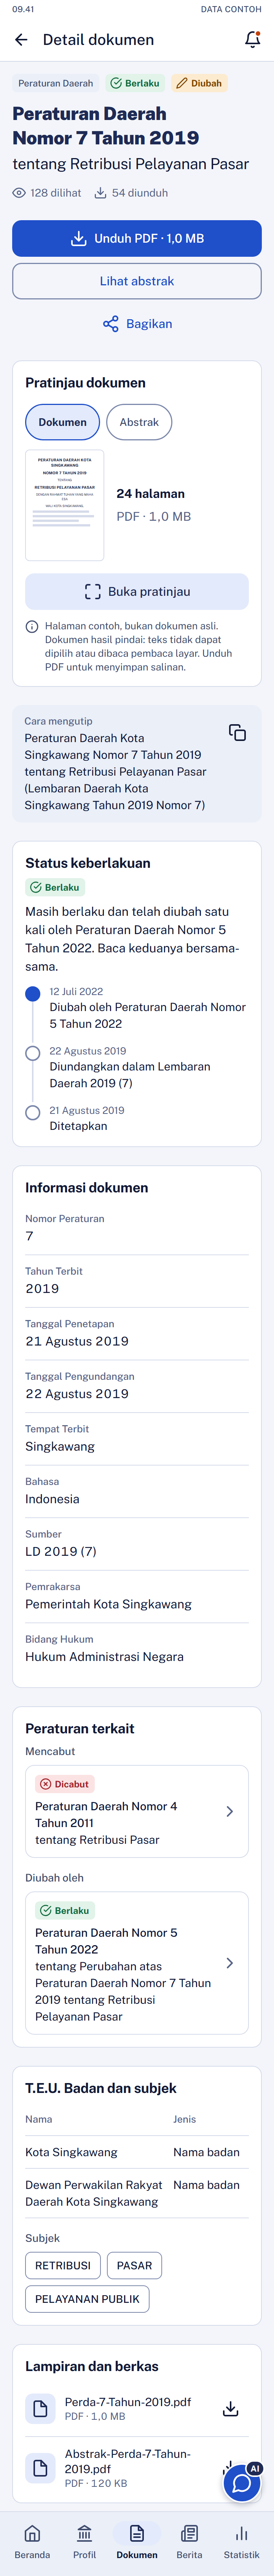 09.41
DATA CONTOH
Detail dokumen
Peraturan Daerah
Berlaku
Diubah
Peraturan Daerah
Nomor 7 Tahun 2019
tentang Retribusi Pelayanan Pasar
128 dilihat
54 diunduh
Unduh PDF · 1,0 MB
Lihat abstrak
Bagikan
Pratinjau dokumen
Dokumen
Abstrak
PERATURAN DAERAH KOTA
SINGKAWANG
NOMOR 7 TAHUN 2019
TENTANG
RETRIBUSI PELAYANAN PASAR
DENGAN RAHMAT TUHAN YANG MAHA
ESA
WALI KOTA SINGKAWANG,
24 halaman
PDF · 1,0 MB
Buka pratinjau
Halaman contoh, bukan dokumen asli.
Dokumen hasil pindai: teks tidak dapat
dipilih atau dibaca pembaca layar. Unduh
PDF untuk menyimpan salinan.
Cara mengutip
Peraturan Daerah Kota
Singkawang Nomor 7 Tahun 2019
tentang Retribusi Pelayanan Pasar
(Lembaran Daerah Kota
Singkawang Tahun 2019 Nomor 7)
Status keberlakuan
Berlaku
Masih berlaku dan telah diubah satu
kali oleh Peraturan Daerah Nomor 5
Tahun 2022. Baca keduanya bersama-
sama.
12 Juli 2022
Diubah oleh Peraturan Daerah Nomor
5 Tahun 2022
22 Agustus 2019
Diundangkan dalam Lembaran
Daerah 2019 (7)
21 Agustus 2019
Ditetapkan
Informasi dokumen
Nomor Peraturan
7
Tahun Terbit
2019
Tanggal Penetapan
21 Agustus 2019
Tanggal Pengundangan
22 Agustus 2019
Tempat Terbit
Singkawang
Bahasa
Indonesia
Sumber
LD 2019 (7)
Pemrakarsa
Pemerintah Kota Singkawang
Bidang Hukum
Hukum Administrasi Negara
Peraturan terkait
Mencabut
Dicabut
Peraturan Daerah Nomor 4
Tahun 2011
tentang Retribusi Pasar
Diubah oleh
Berlaku
Peraturan Daerah Nomor 5
Tahun 2022
tentang Perubahan atas
Peraturan Daerah Nomor 7 Tahun
2019 tentang Retribusi
Pelayanan Pasar
T.E.U. Badan dan subjek
Nama
Jenis
Kota Singkawang
Nama badan
Dewan Perwakilan Rakyat
Daerah Kota Singkawang
Nama badan
Subjek
RETRIBUSI
PASAR
PELAYANAN PUBLIK
Lampiran dan berkas
Perda-7-Tahun-2019.pdf
PDF · 1,0 MB
Abstrak-Perda-7-Tahun-
2019.pdf
PDF · 120 KB
AI
Beranda
Profil
Dokumen
Berita
Statistik